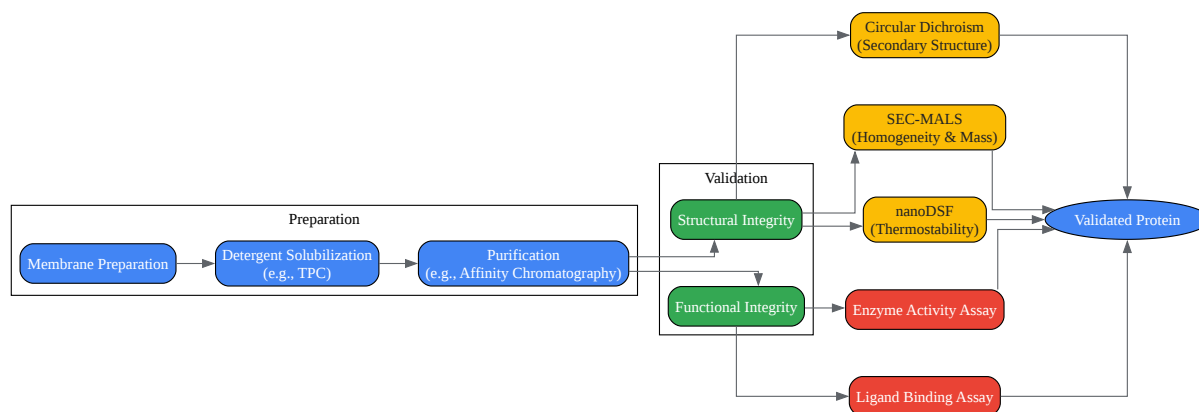 Preparation
Membrane Preparation
Detergent Solubilization
(e.g., TPC)
Purification
(e.g., Affinity Chromatography)
Validation
Structural Integrity
Functional Integrity
Circular Dichroism
(Secondary Structure)
SEC-MALS
(Homogeneity & Mass)
nanoDSF
(Thermostability)
Enzyme Activity Assay
Ligand Binding Assay
Validated Protein